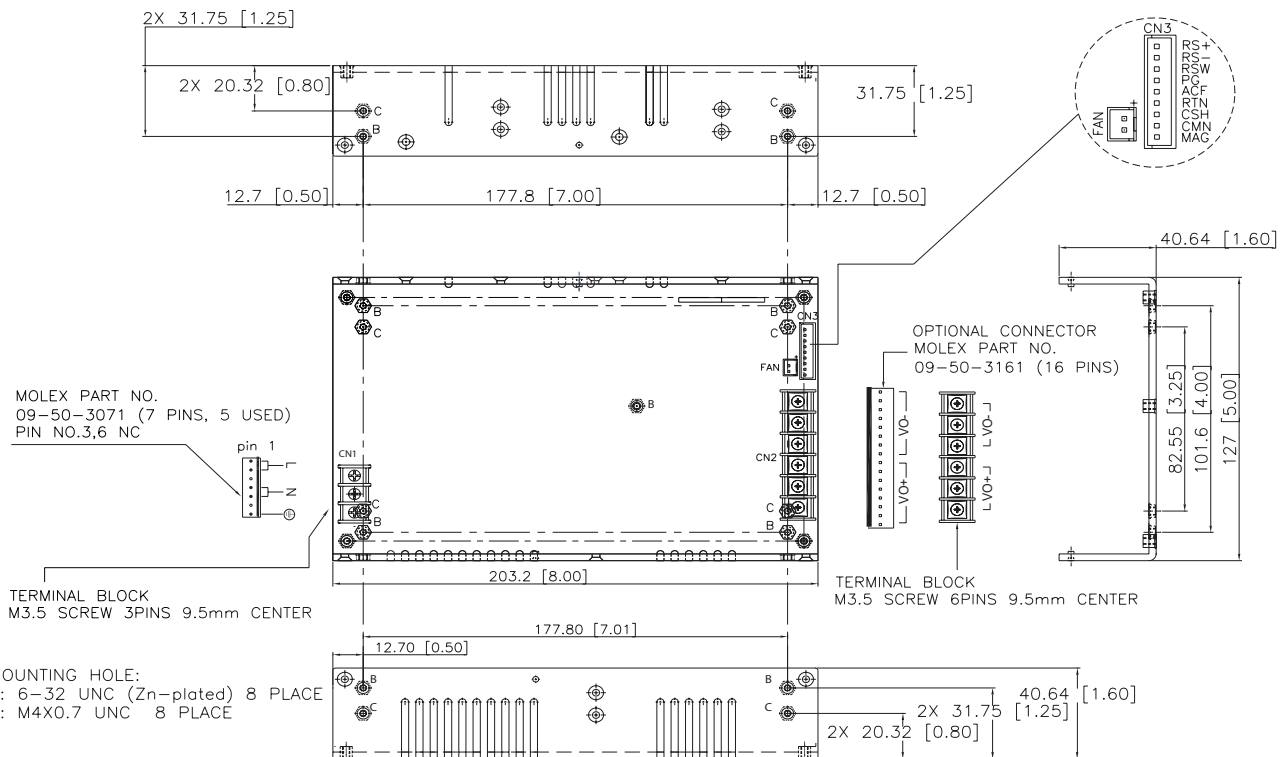 2X 31.75 [1.25]
2X 20.32 [0.80]
C
B
C
B
31.75 [1.25]
12.7 [0.50]
177.8 [7.00]
12.7 [0.50]
CN3
RS+
RS-
RSW
PG
ACF
RTN
CSH
CMN
MAG
FAN
+
40.64 [1.60]
B
C
B
C
CN3
FAN
+
B
CN1
CN2
C
B
C
B
MOLEX PART NO.
09-50-3071 (7 PINS, 5 USED)
PIN NO.3,6 NC
pin 1
L
N
OPTIONAL CONNECTOR
MOLEX PART NO.
09-50-3161 (16 PINS)
VO-
VO+
VO-
VO+
82.55 [3.25]
101.6 [4.00]
127 [5.00]
203.2 [8.00]
TERMINAL BLOCK
M3.5 SCREW 3PINS 9.5mm CENTER
TERMINAL BLOCK
M3.5 SCREW 6PINS 9.5mm CENTER
177.80 [7.01]
12.70 [0.50]
OUNTING HOLE:
: 6-32 UNC (Zn-plated) 8 PLACE
: M4X0.7 UNC 8 PLACE
B
C
B
C
2X 31.75 [1.25]
2X 20.32 [0.80]
40.64 [1.60]